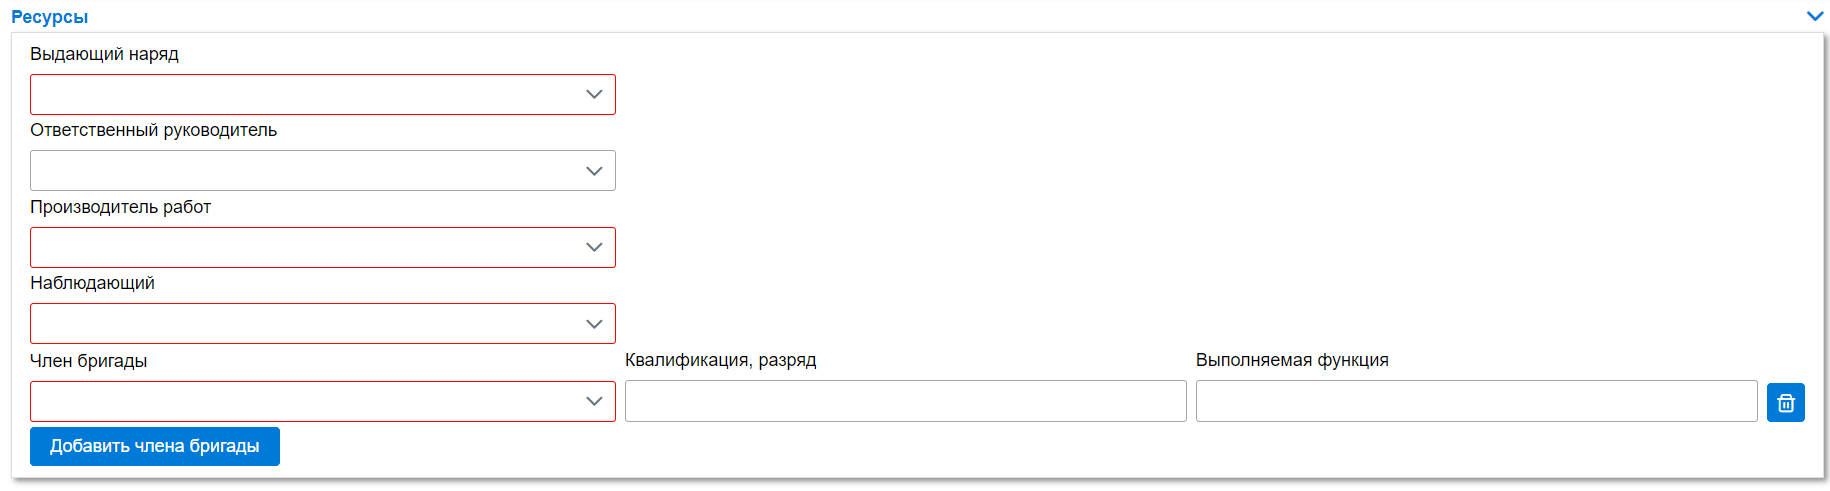 Ресурсы
Выдающий наряд
Ответственный руководитель
Производитель работ
Наблюдающий
Член бригады Квалификация, разряд Выполняемая функция
Добавить члена бригады